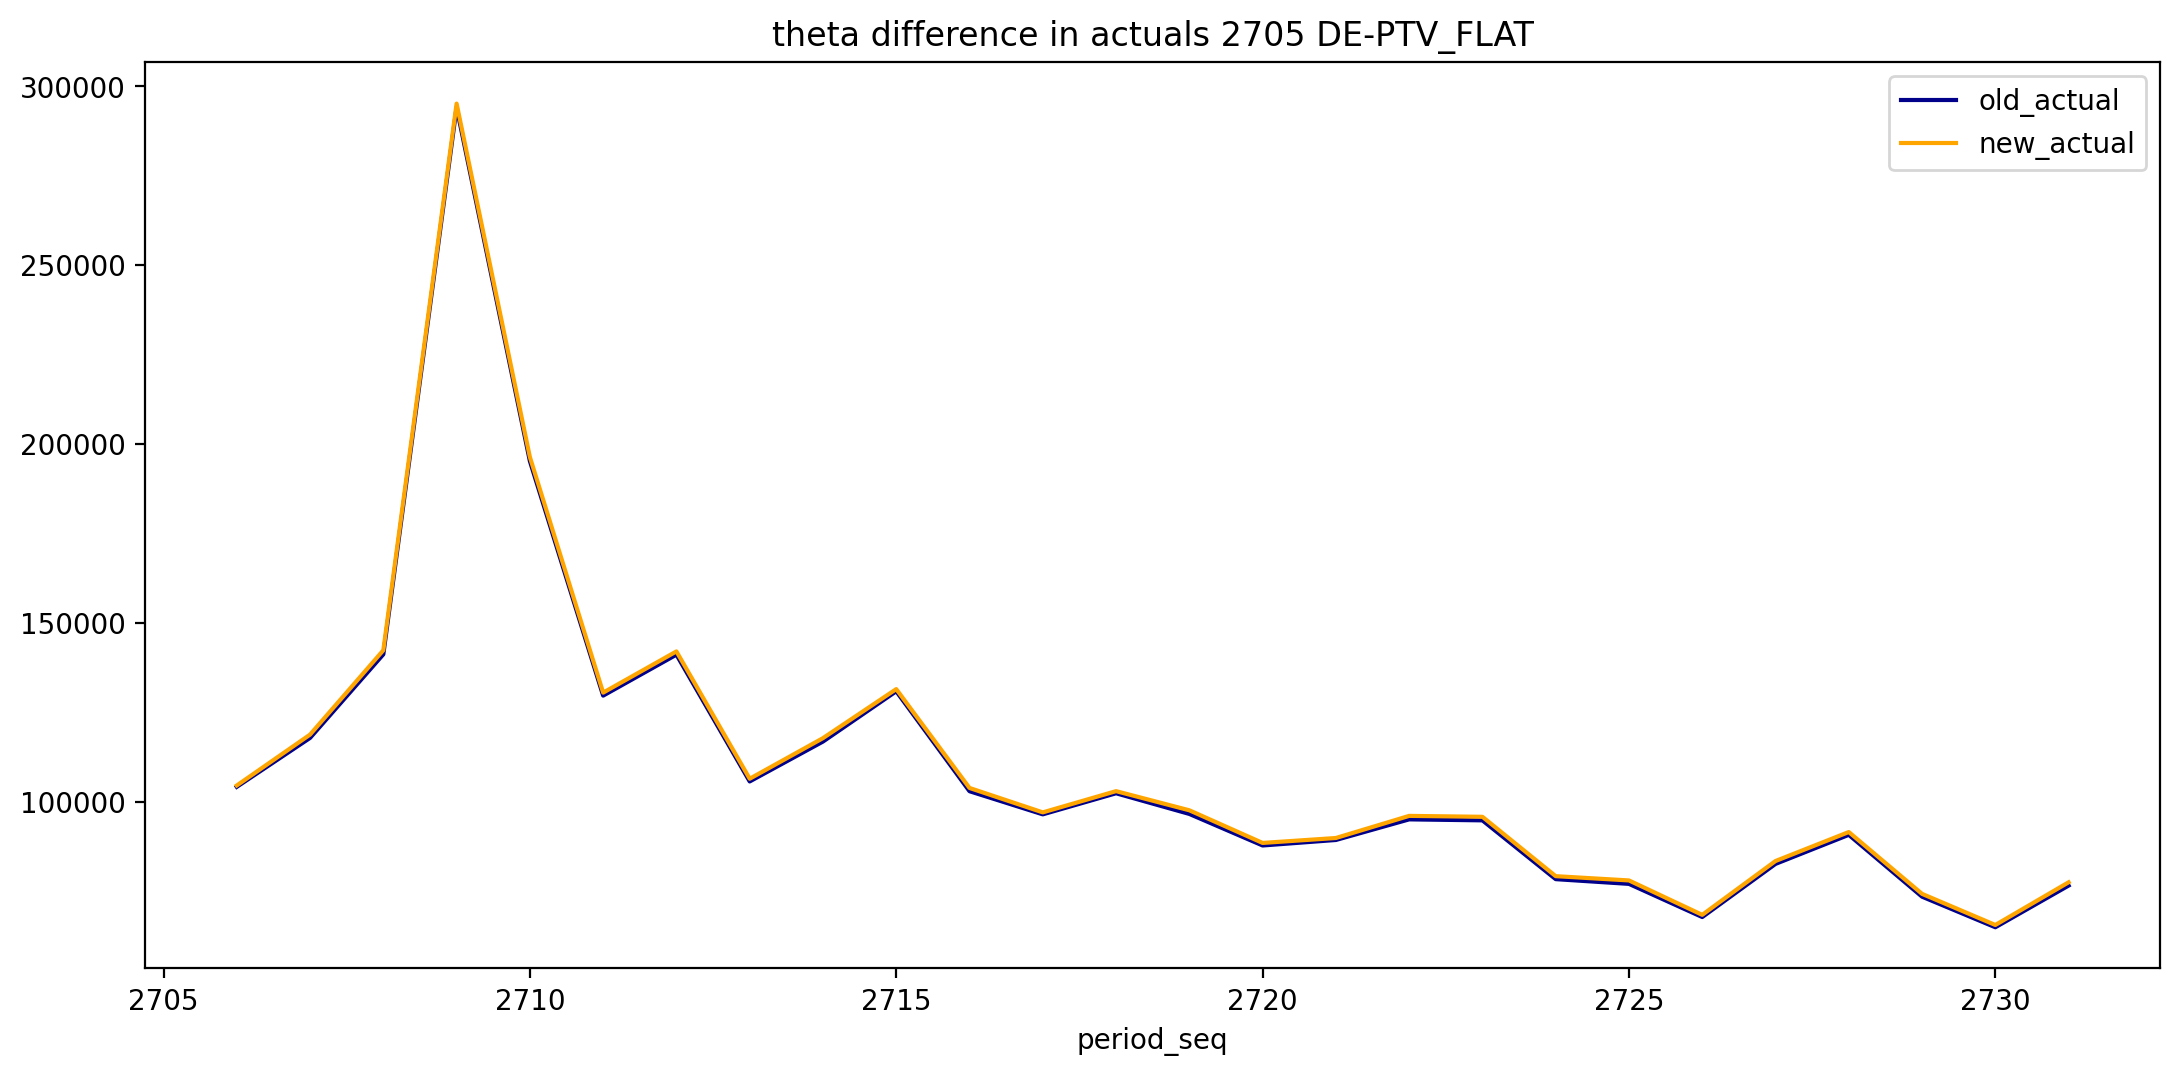 theta difference in actuals 2705 DE-PTV_FLAT
300000
250000
200000
150000
100000
old_actual
new_actual
2705 2710 2715 2720 2725 2730
period_seq